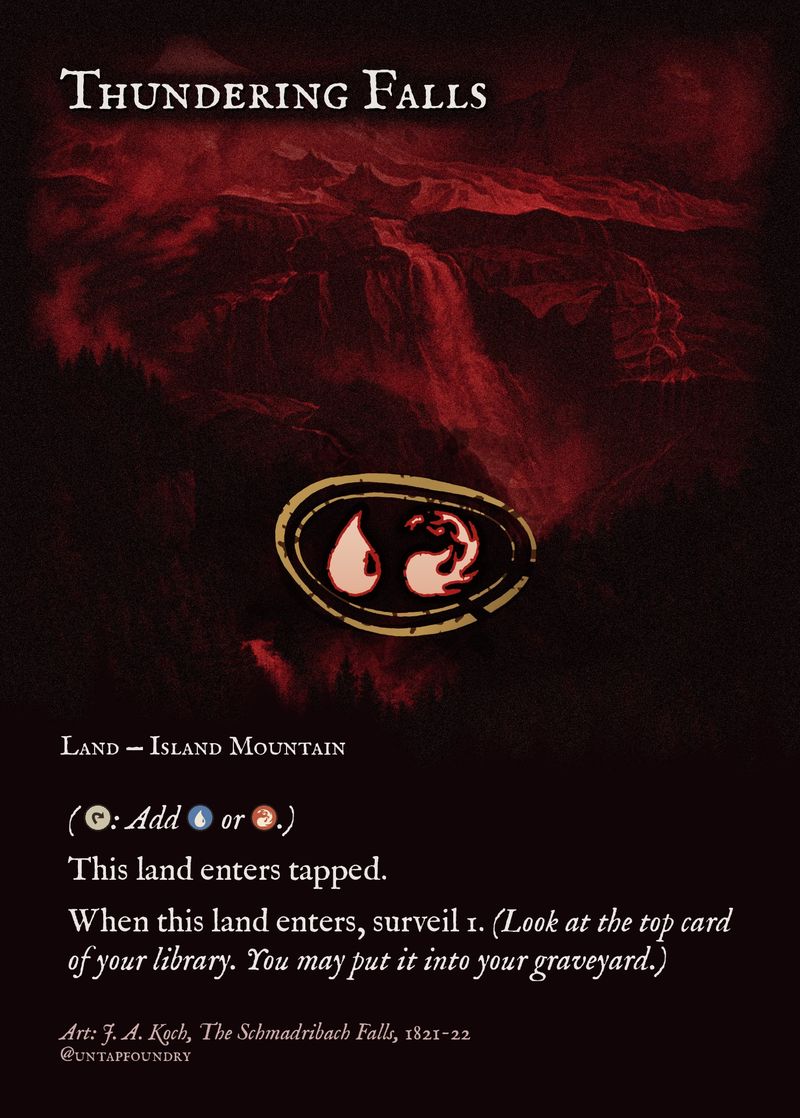 Thundering Falls
Land – Island Mountain
( : Add or .)
This land enters tapped.
When this land enters, surveil 1. (Look at the top card
of your library. You may put it into your graveyard.)
Art: J. A. Koch, The Schmadribach Falls, 1821-22
@untapfoundry